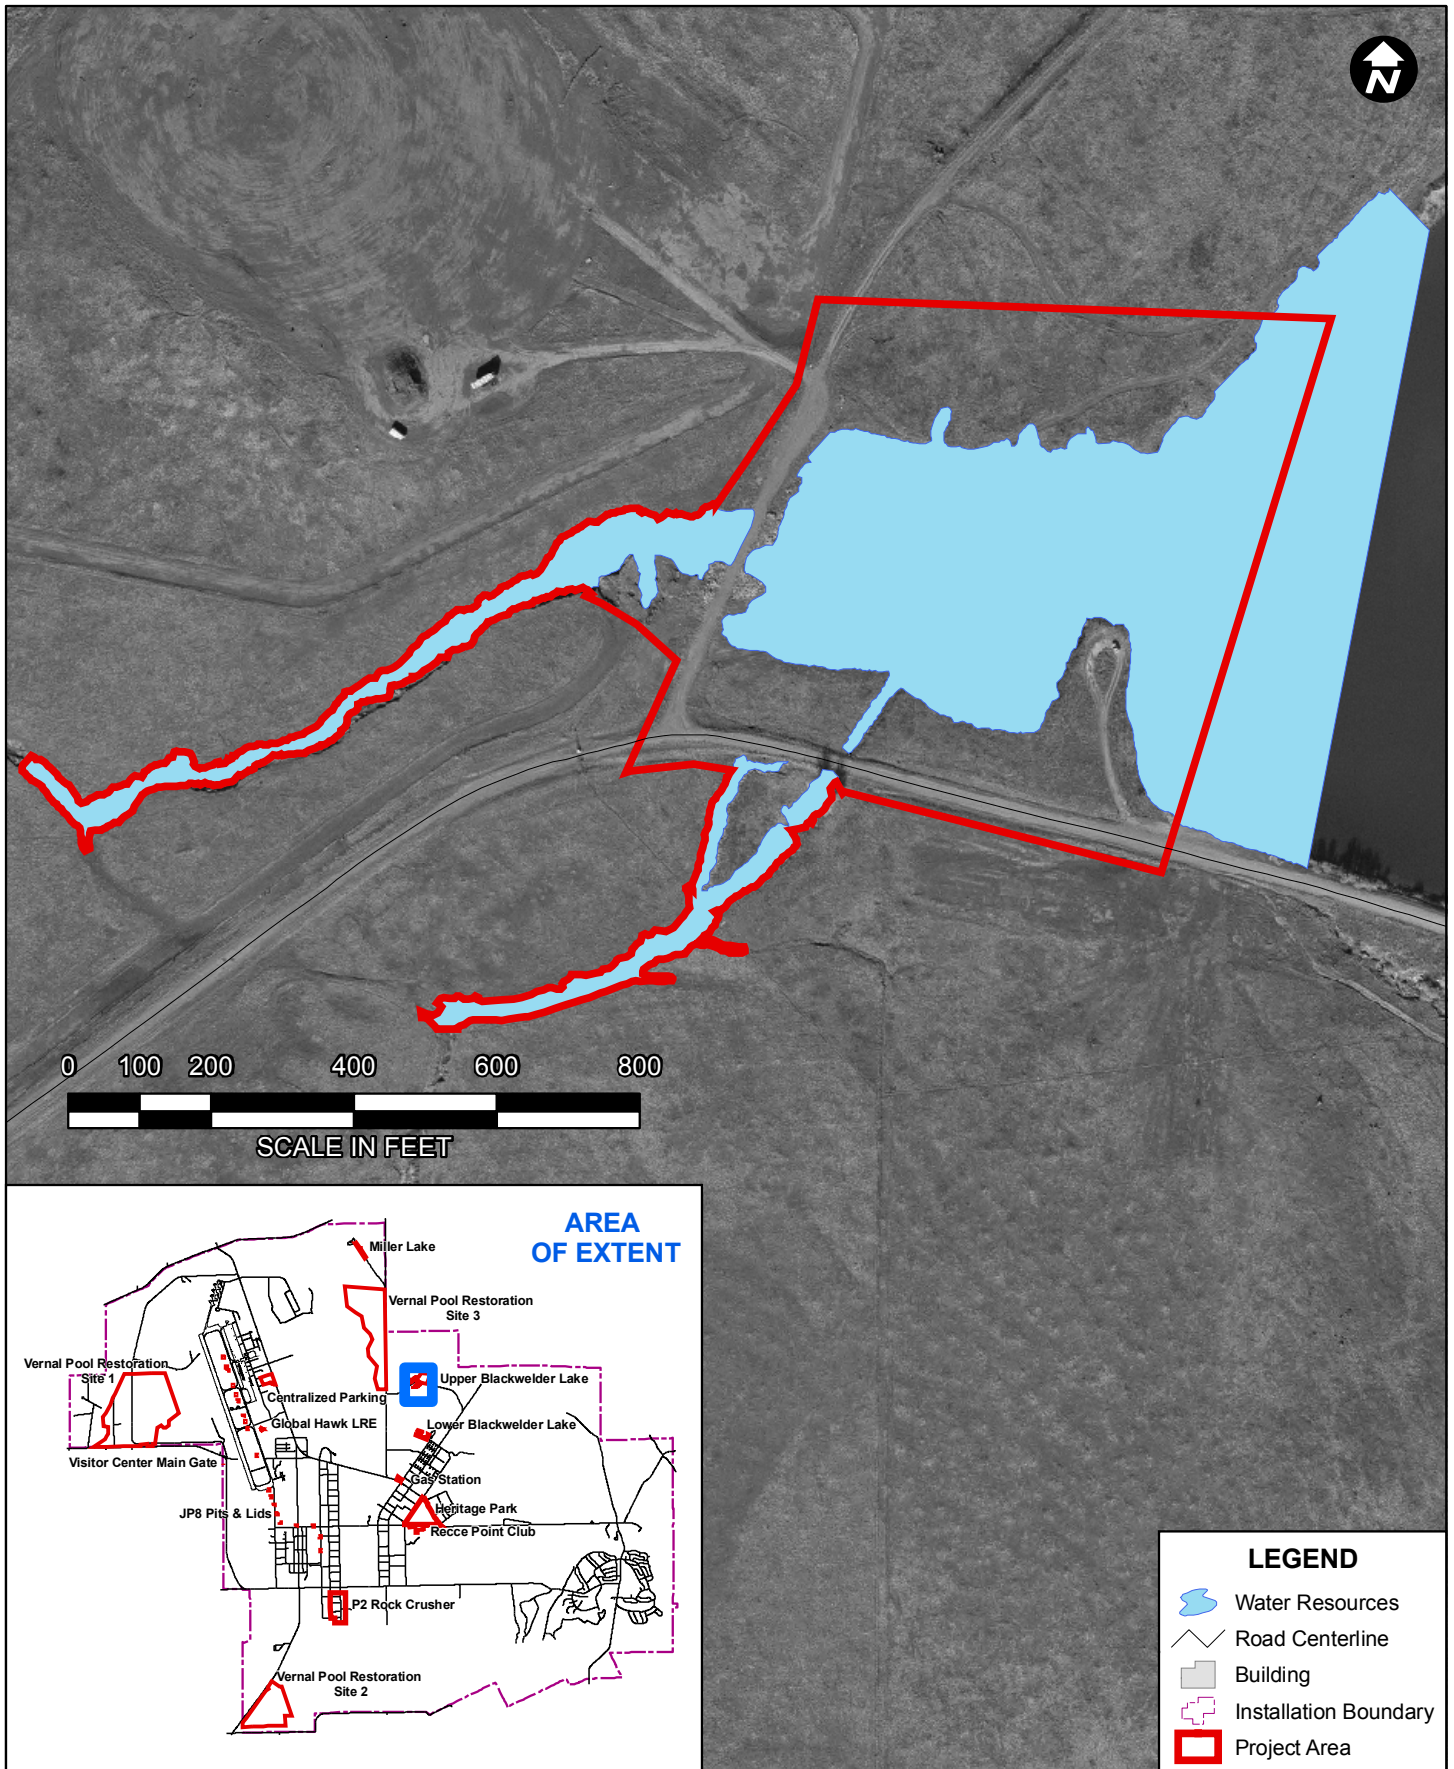 N
0 100 200 400 600 800
SCALE IN FEET
AREA
OF EXTENT
Miller Lake
Vernal Pool Restoration
Site 3
Vernal Pool Restoration
Site 1
Upper Blackwelder Lake
Centralized Parking
Global Hawk LRE
Lower Blackwelder Lake
Visitor Center Main Gate
Gas Station
JP8 Pits & Lids
Heritage Park
Recce Point Club
P2 Rock Crusher
Vernal Pool Restoration
Site 2
LEGEND
Water Resources
Road Centerline
Building
Installation Boundary
Project Area